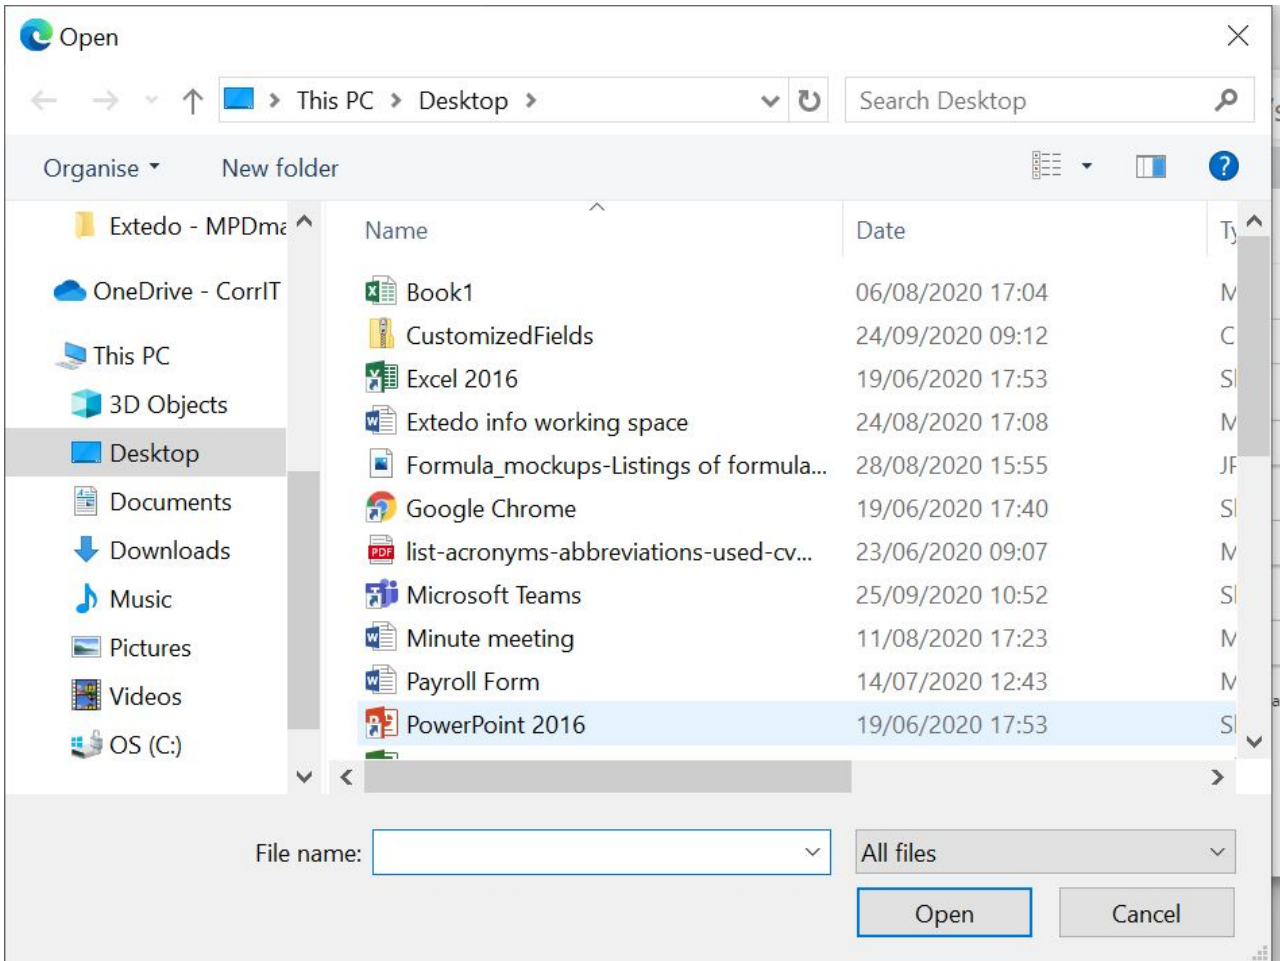 Open
This PC > Desktop >
Search Desktop
Organise
New folder
Extedo - MPDma
OneDrive - CorrIT
This PC
3D Objects
Desktop
Documents
Downloads
Music
Pictures
Videos
OS (C:)
Name Date Ty
Book1 06/08/2020 17:04 M
CustomizedFields 24/09/2020 09:12 C
Excel 2016 19/06/2020 17:53 Sl
Extedo info working space 24/08/2020 17:08 M
Formula_mockups-Listings of formula... 28/08/2020 15:55 JF
Google Chrome 19/06/2020 17:40 Sl
list-acronyms-abbreviations-used-cv... 23/06/2020 09:07 M
Microsoft Teams 25/09/2020 10:52 Sl
Minute meeting 11/08/2020 17:23 M
Payroll Form 14/07/2020 12:43 M
PowerPoint 2016 19/06/2020 17:53 Sl
File name:
All files
Open
Cancel